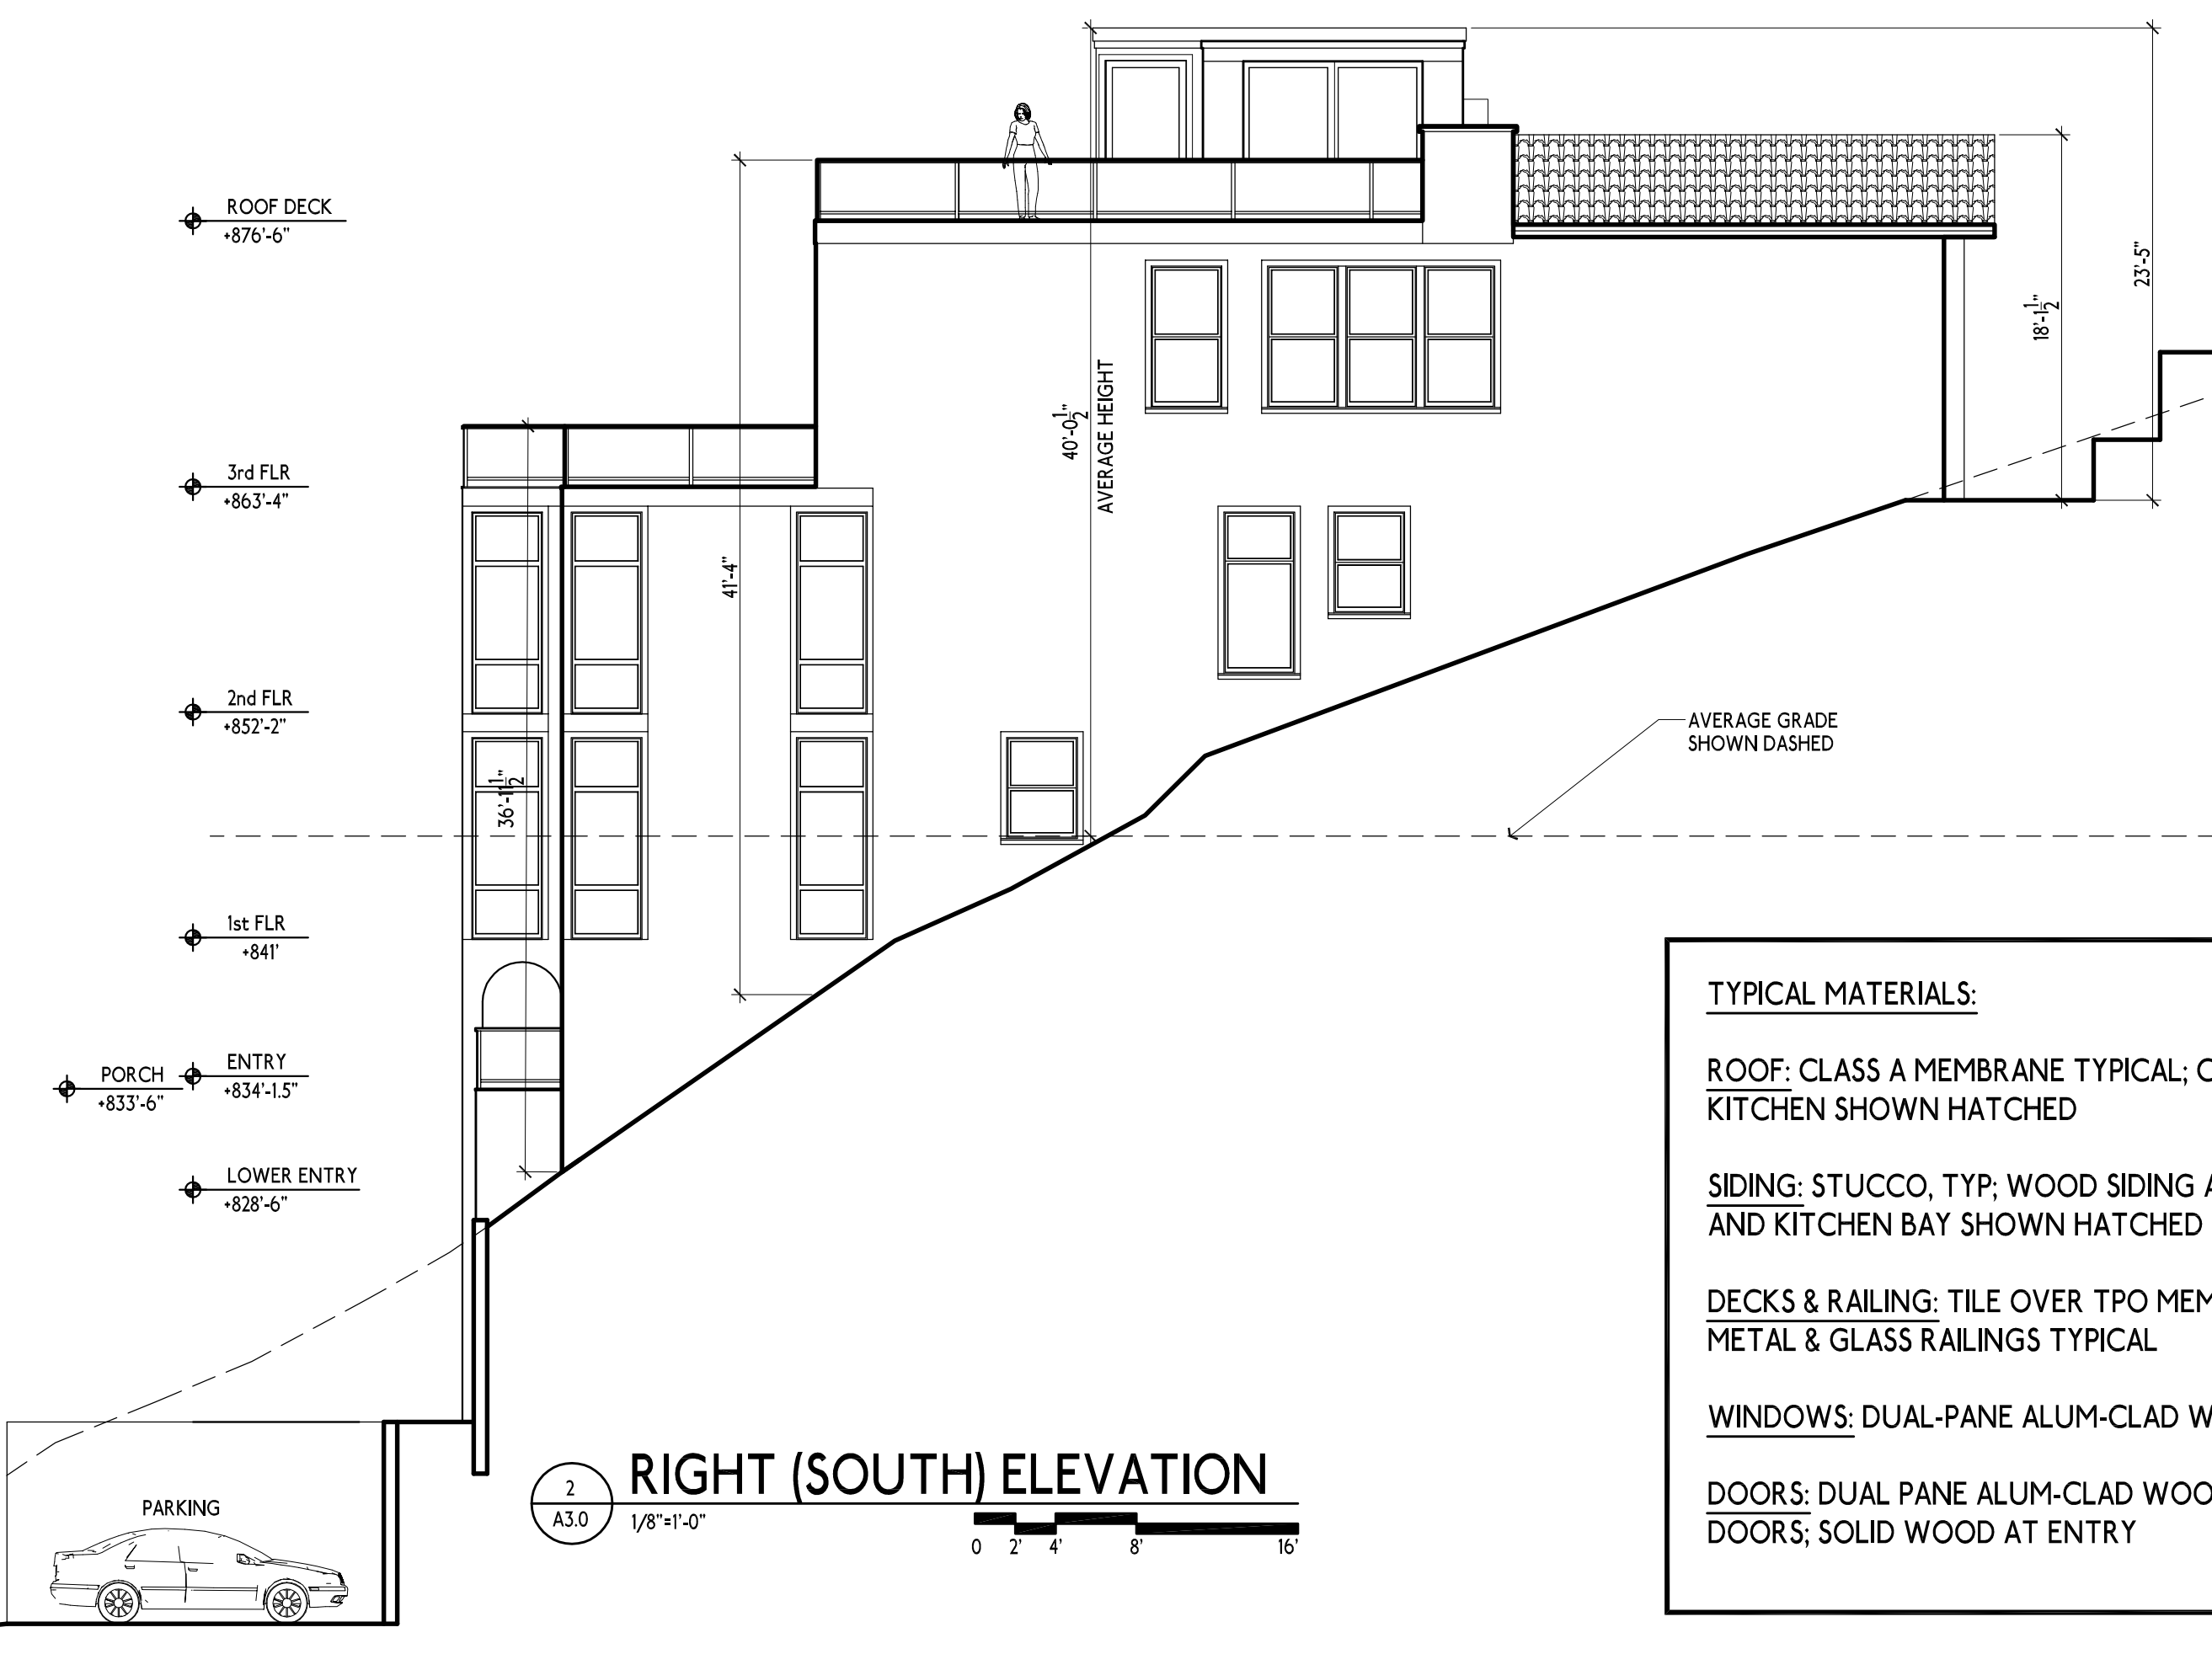 ROOF DECK
+876'-6"
3rd FLR
+863'-4"
2nd FLR
+852'-2"
1st FLR
+841'
ENTRY
+834'-1.5"
PORCH
+833'-6"
LOWER ENTRY
+828'-6"
PARKING
36'-11 1/2"
41'-4"
40'-0 1/2"
AVERAGE HEIGHT
18'-1 1/2"
23'-5"
AVERAGE GRADE
SHOWN DASHED
2
A3.0
RIGHT (SOUTH) ELEVATION
1/8"=1'-0"
0 2' 4' 8' 16'
TYPICAL MATERIALS:
ROOF: CLASS A MEMBRANE TYPICAL;
KITCHEN SHOWN HATCHED
SIDING: STUCCO, TYP; WOOD SIDING
AND KITCHEN BAY SHOWN HATCHED
DECKS & RAILING: TILE OVER TPO
METAL & GLASS RAILINGS TYPICAL
WINDOWS: DUAL-PANE ALUM-CLAD
DOORS: DUAL PANE ALUM-CLAD
DOORS; SOLID WOOD AT ENTRY